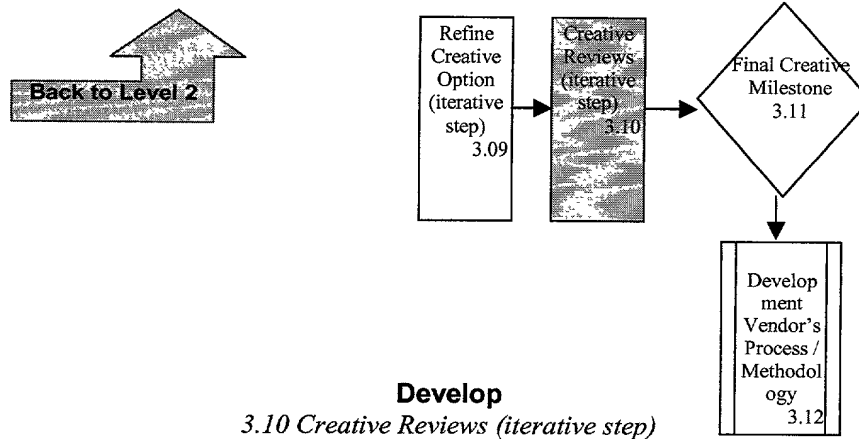 Back to Level 2
Refine
Creative
Option
(iterative
step)
3.09
Creative
Reviews
(iterative
step)
3.10
Final Creative
Milestone
3.11
Develop
ment
Vendor's
Process /
Methodol
ogy
3.12
Develop
3.10 Creative Reviews (iterative step)